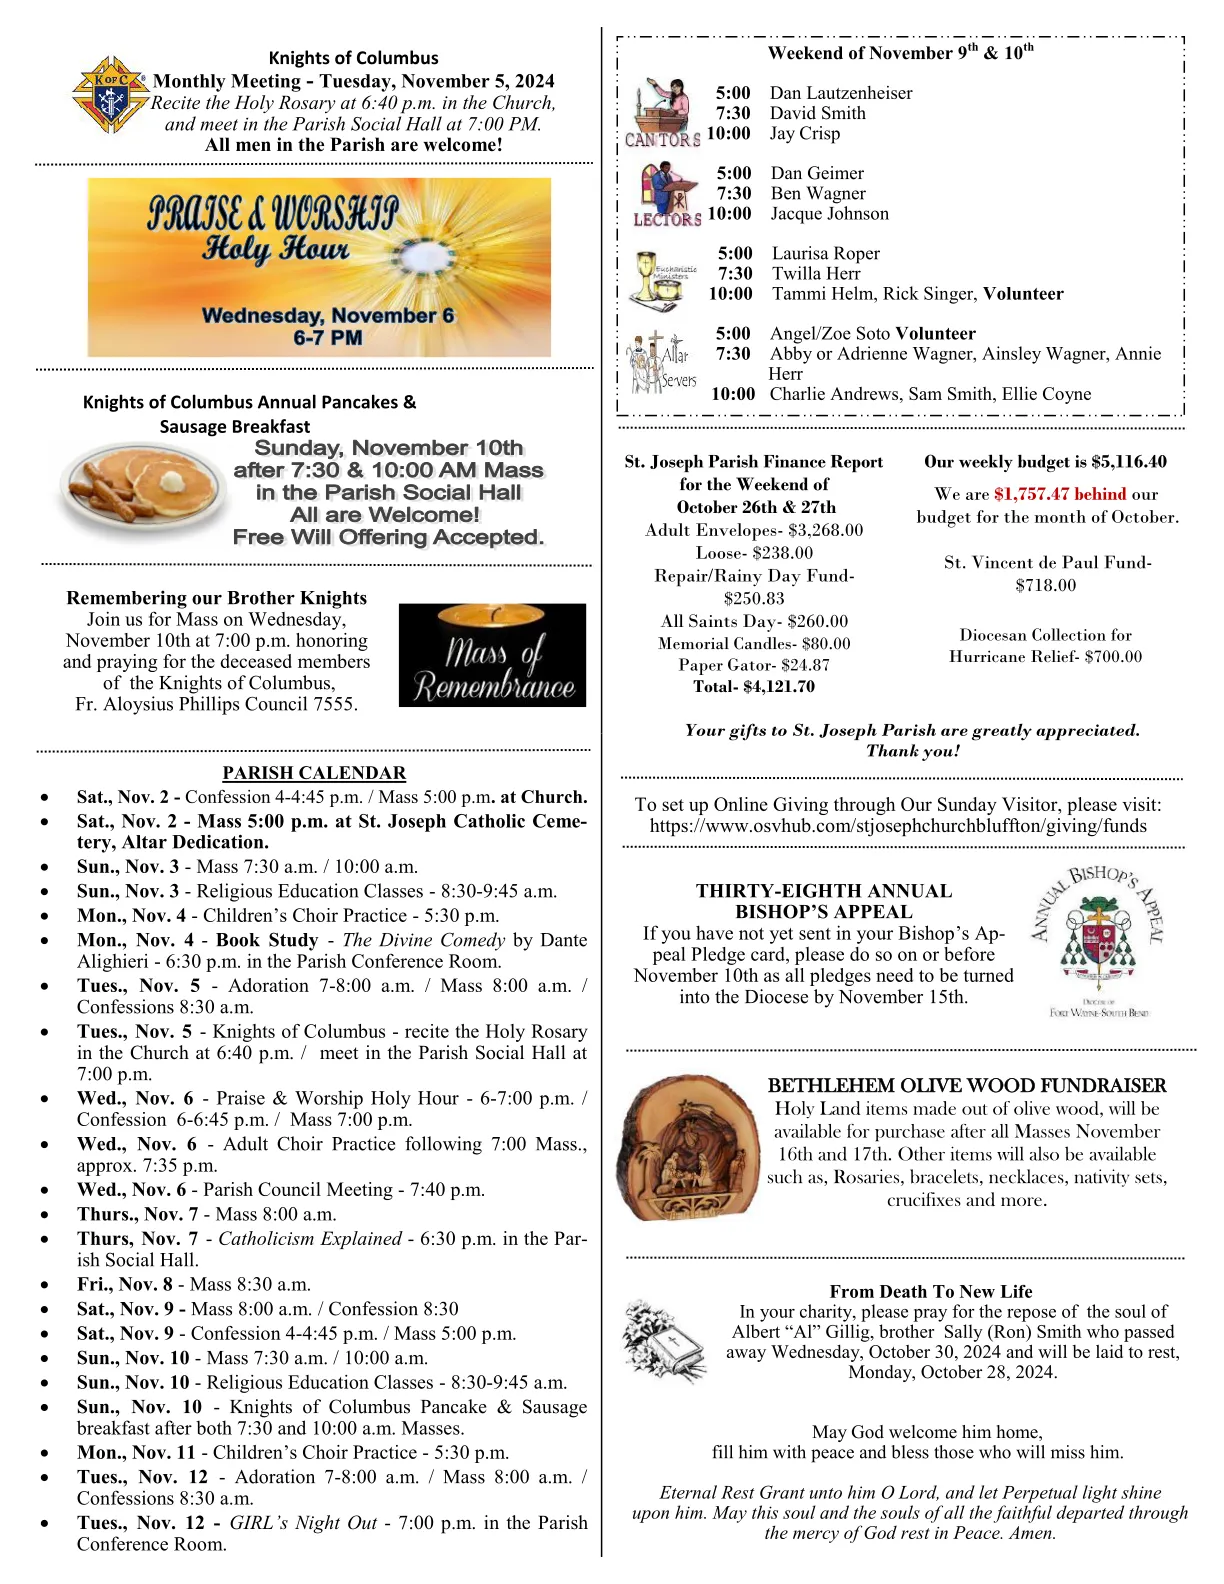 Knights of Columbus
K OF C
®
Monthly Meeting - Tuesday, November 5, 2024
Recite the Holy Rosary at 6:40 p.m. in the Church,
and meet in the Parish Social Hall at 7:00 PM.
All men in the Parish are welcome!
PRAISE & WORSHIP
Holy Hour
Wednesday, November 6
6-7 PM
Knights of Columbus Annual Pancakes &
Sausage Breakfast
Sunday, November 10th
after 7:30 & 10:00 AM Mass
in the Parish Social Hall
All are Welcome!
Free Will Offering Accepted.
Remembering our Brother Knights
Join us for Mass on Wednesday,
November 10th at 7:00 p.m. honoring
and praying for the deceased members
of the Knights of Columbus,
Fr. Aloysius Phillips Council 7555.
Mass of
Remembrance
PARISH CALENDAR
• Sat., Nov. 2 - Confession 4-4:45 p.m. / Mass 5:00 p.m. at Church.
• Sat., Nov. 2 - Mass 5:00 p.m. at St. Joseph Catholic Ceme-
tery, Altar Dedication.
• Sun., Nov. 3 - Mass 7:30 a.m. / 10:00 a.m.
• Sun., Nov. 3 - Religious Education Classes - 8:30-9:45 a.m.
• Mon., Nov. 4 - Children's Choir Practice - 5:30 p.m.
• Mon., Nov. 4 - Book Study - The Divine Comedy by Dante
Alighieri - 6:30 p.m. in the Parish Conference Room.
• Tues., Nov. 5 - Adoration 7-8:00 a.m. / Mass 8:00 a.m. /
Confessions 8:30 a.m.
• Tues., Nov. 5 - Knights of Columbus - recite the Holy Rosary
in the Church at 6:40 p.m. / meet in the Parish Social Hall at
7:00 p.m.
• Wed., Nov. 6 - Praise & Worship Holy Hour - 6-7:00 p.m. /
Confession 6-6:45 p.m. / Mass 7:00 p.m.
• Wed., Nov. 6 - Adult Choir Practice following 7:00 Mass.,
approx. 7:35 p.m.
• Wed., Nov. 6 - Parish Council Meeting - 7:40 p.m.
• Thurs., Nov. 7 - Mass 8:00 a.m.
• Thurs, Nov. 7 - Catholicism Explained - 6:30 p.m. in the Par-
ish Social Hall.
• Fri., Nov. 8 - Mass 8:30 a.m.
• Sat., Nov. 9 - Mass 8:00 a.m. / Confession 8:30
• Sat., Nov. 9 - Confession 4-4:45 p.m. / Mass 5:00 p.m.
• Sun., Nov. 10 - Mass 7:30 a.m. / 10:00 a.m.
• Sun., Nov. 10 - Religious Education Classes - 8:30-9:45 a.m.
• Sun., Nov. 10 - Knights of Columbus Pancake & Sausage
breakfast after both 7:30 and 10:00 a.m. Masses.
• Mon., Nov. 11 - Children's Choir Practice - 5:30 p.m.
• Tues., Nov. 12 - Adoration 7-8:00 a.m. / Mass 8:00 a.m. /
Confessions 8:30 a.m.
• Tues., Nov. 12 - GIRL's Night Out - 7:00 p.m. in the Parish
Conference Room.
Weekend of November 9th & 10th
CANTORS
5:00 Dan Lautzenheiser
7:30 David Smith
10:00 Jay Crisp
LECTORS
5:00 Dan Geimer
7:30 Ben Wagner
10:00 Jacque Johnson
Eucharistic
Ministers
5:00 Laurisa Roper
7:30 Twilla Herr
10:00 Tammi Helm, Rick Singer, Volunteer
Altar
Servers
5:00 Angel/Zoe Soto Volunteer
7:30 Abby or Adrienne Wagner, Ainsley Wagner, Annie
Herr
10:00 Charlie Andrews, Sam Smith, Ellie Coyne
St. Joseph Parish Finance Report
for the Weekend of
October 26th & 27th
Adult Envelopes- $3,268.00
Loose- $238.00
Repair/Rainy Day Fund-
$250.83
All Saints Day- $260.00
Memorial Candles- $80.00
Paper Gator- $24.87
Total- $4,121.70
Our weekly budget is $5,116.40
We are $1,757.47 behind our
budget for the month of October.
St. Vincent de Paul Fund-
$718.00
Diocesan Collection for
Hurricane Relief- $700.00
Your gifts to St. Joseph Parish are greatly appreciated.
Thank you!
To set up Online Giving through Our Sunday Visitor, please visit:
https://www.osvhub.com/stjosephchurchbluffton/giving/funds
THIRTY-EIGHTH ANNUAL
BISHOP'S APPEAL
If you have not yet sent in your Bishop's Ap-
peal Pledge card, please do so on or before
November 10th as all pledges need to be turned
into the Diocese by November 15th.
ANNUAL BISHOP'S APPEAL
DIOCESE OF
FORT WAYNE-SOUTH BEND
BETHLEHEM OLIVE WOOD FUNDRAISER
Holy Land items made out of olive wood, will be
available for purchase after all Masses November
16th and 17th. Other items will also be available
such as, Rosaries, bracelets, necklaces, nativity sets,
crucifixes and more.
From Death To New Life
In your charity, please pray for the repose of the soul of
Albert “Al” Gillig, brother Sally (Ron) Smith who passed
away Wednesday, October 30, 2024 and will be laid to rest,
Monday, October 28, 2024.
May God welcome him home,
fill him with peace and bless those who will miss him.
Eternal Rest Grant unto him O Lord, and let Perpetual light shine
upon him. May this soul and the souls of all the faithful departed through
the mercy of God rest in Peace. Amen.